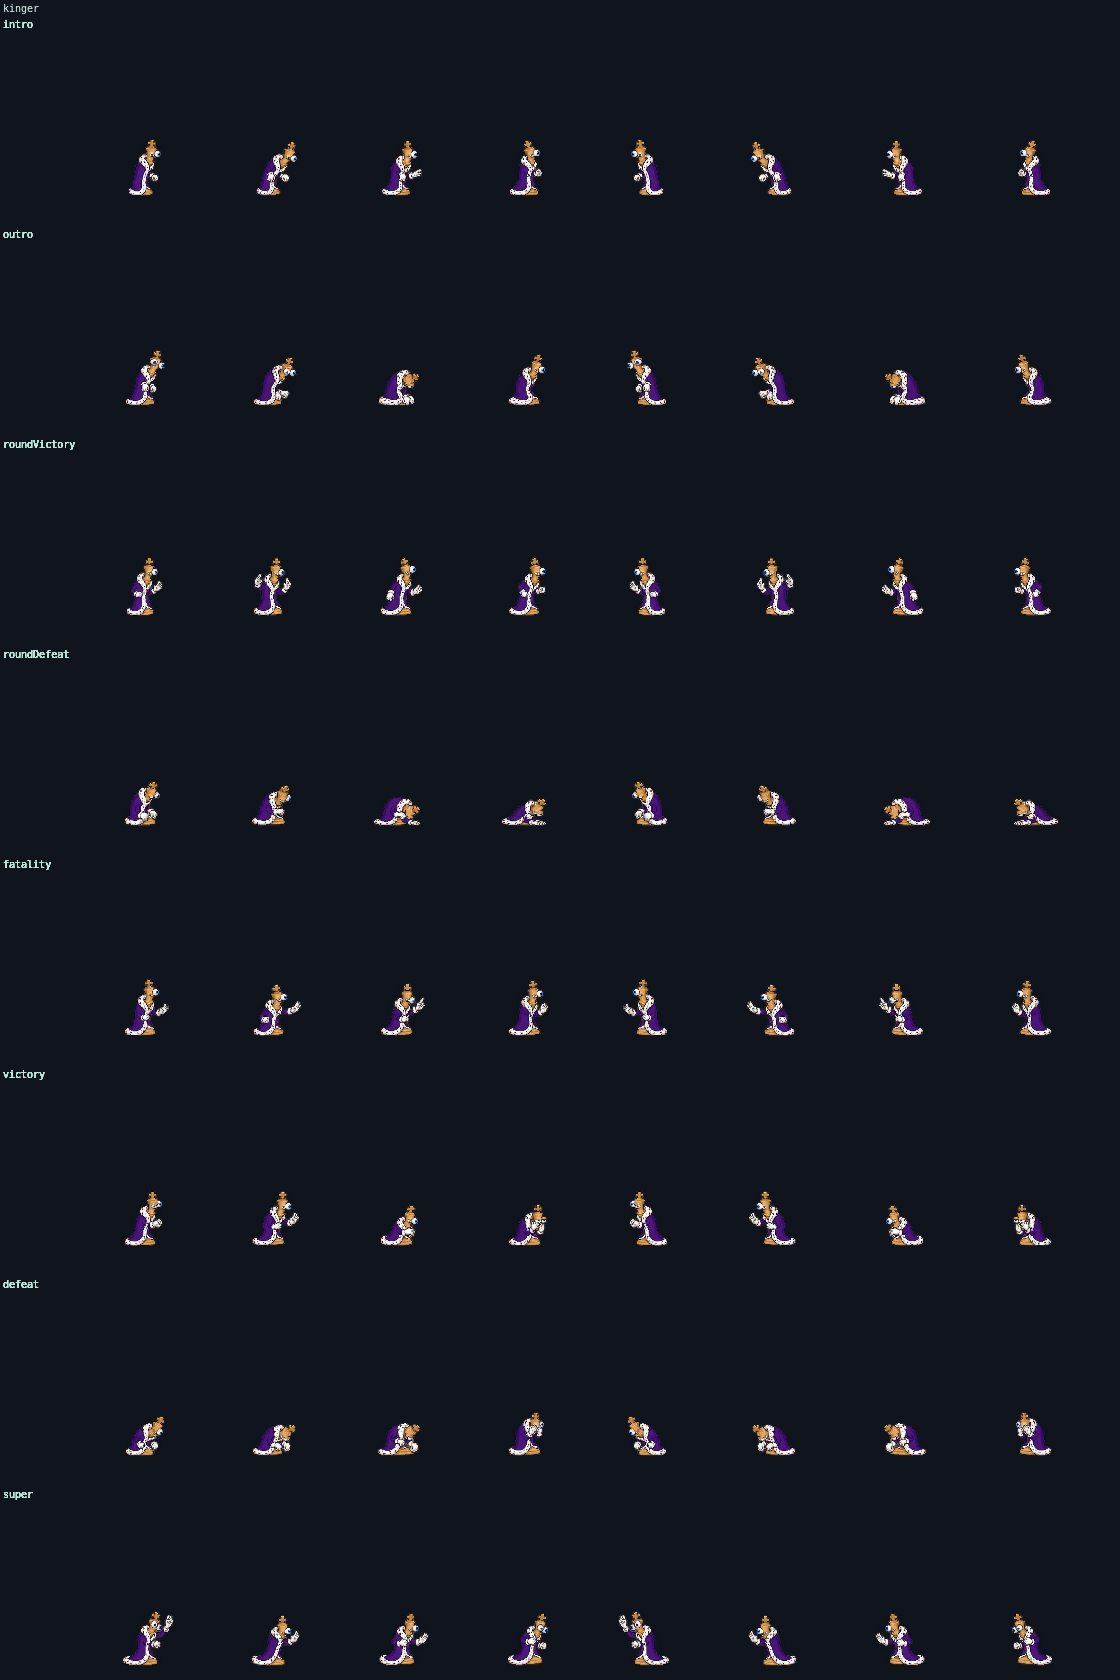 kinger
intro
outro
roundVictory
roundDefeat
fatality
victory
defeat
super